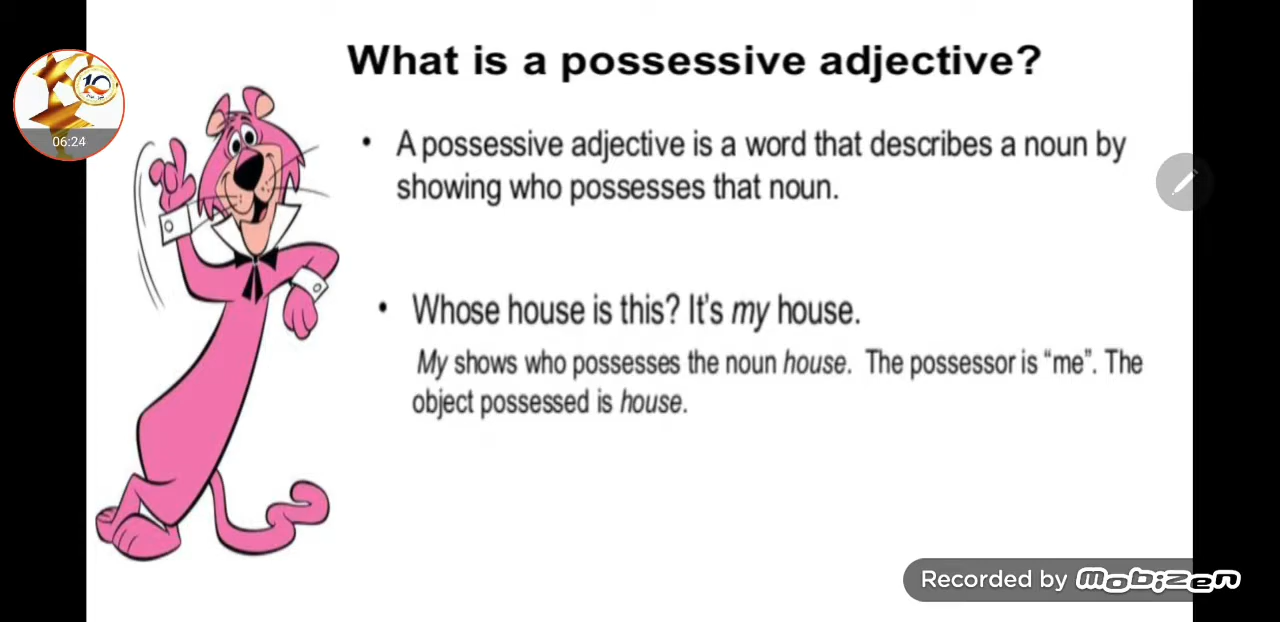 What is a possessive adjective?
10
06:24
• A possessive adjective is a word that describes a noun by
showing who possesses that noun.
• Whose house is this? It's my house.
My shows who possesses the noun house. The possessor is “me”. The
object possessed is house.
Recorded by mobizen